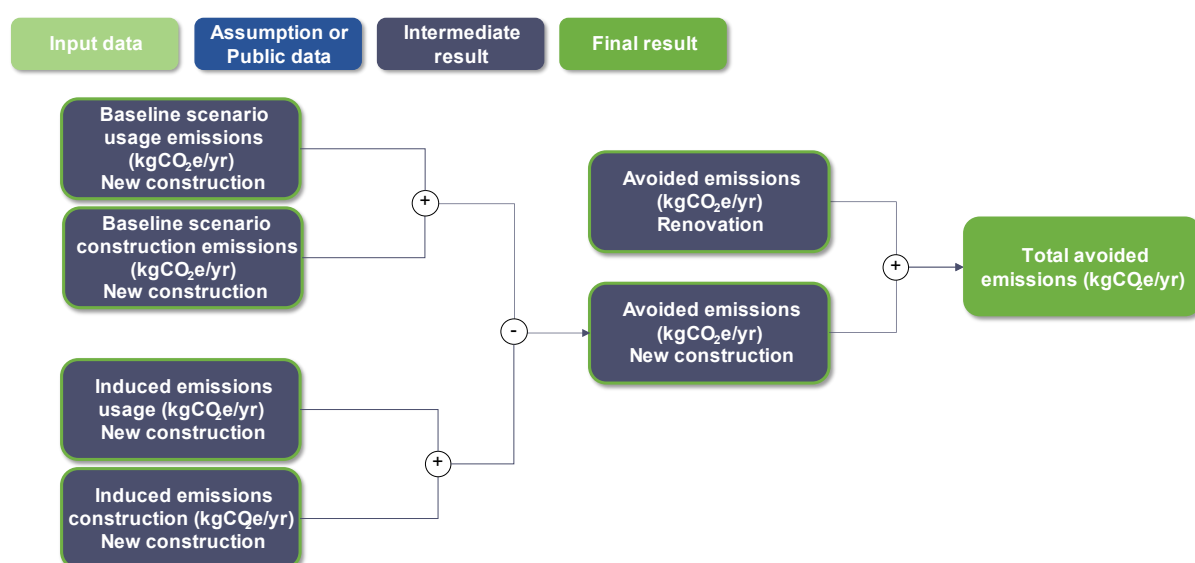 Input data
Assumption or
Public data
Intermediate
result
Final result
Baseline scenario
usage emissions
(kgCO₂e/yr)
New construction
+
Baseline scenario
construction emissions
(kgCO₂e/yr)
New construction
Avoided emissions
(kgCO₂e/yr)
Renovation
+
Total avoided
emissions (kgCO₂e/yr)
-
Avoided emissions
(kgCO₂e/yr)
New construction
Induced emissions
usage (kgCO₂e/yr)
New construction
+
Induced emissions
construction (kgCO₂e/yr)
New construction